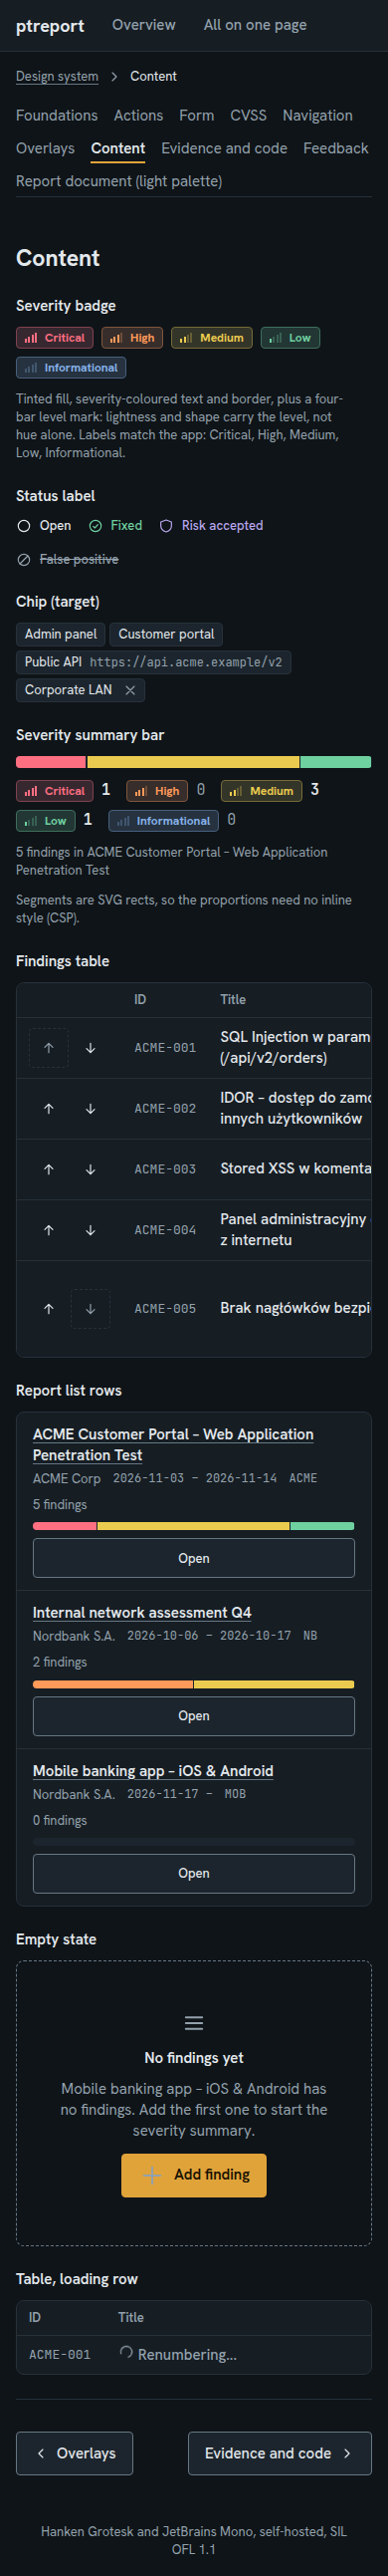 ptreport Overview All on one page
Design system > Content
Foundations Actions Form CVSS Navigation
Overlays Content Evidence and code Feedback
Report document (light palette)
Content
Severity badge
Critical High Medium Low
Informational
Tinted fill, severity-coloured text and border, plus a four-
bar level mark: lightness and shape carry the level, not
hue alone. Labels match the app: Critical, High, Medium,
Low, Informational.
Status label
Open Fixed Risk accepted
False positive
Chip (target)
Admin panel Customer portal
Public API https://api.acme.example/v2
Corporate LAN
Severity summary bar
Critical 1 High 0 Medium 3
Low 1 Informational 0
5 findings in ACME Customer Portal – Web Application
Penetration Test
Segments are SVG rects, so the proportions need no inline
style (CSP).
Findings table
ID Title
ACME-001 SQL Injection w param
(/api/v2/orders)
ACME-002 IDOR – dostęp do zamo
innych użytkowników
ACME-003 Stored XSS w komenta
ACME-004 Panel administracyjny
z internetu
ACME-005 Brak nagłówków bezpi
Report list rows
ACME Customer Portal – Web Application
Penetration Test
ACME Corp 2026-11-03 – 2026-11-14 ACME
5 findings
Open
Internal network assessment Q4
Nordbank S.A. 2026-10-06 – 2026-10-17 NB
2 findings
Open
Mobile banking app – iOS & Android
Nordbank S.A. 2026-11-17 – MOB
0 findings
Open
Empty state
No findings yet
Mobile banking app – iOS & Android has
no findings. Add the first one to start the
severity summary.
Add finding
Table, loading row
ID Title
ACME-001 Renumbering…
Overlays Evidence and code
Hanken Grotesk and JetBrains Mono, self-hosted, SIL
OFL 1.1